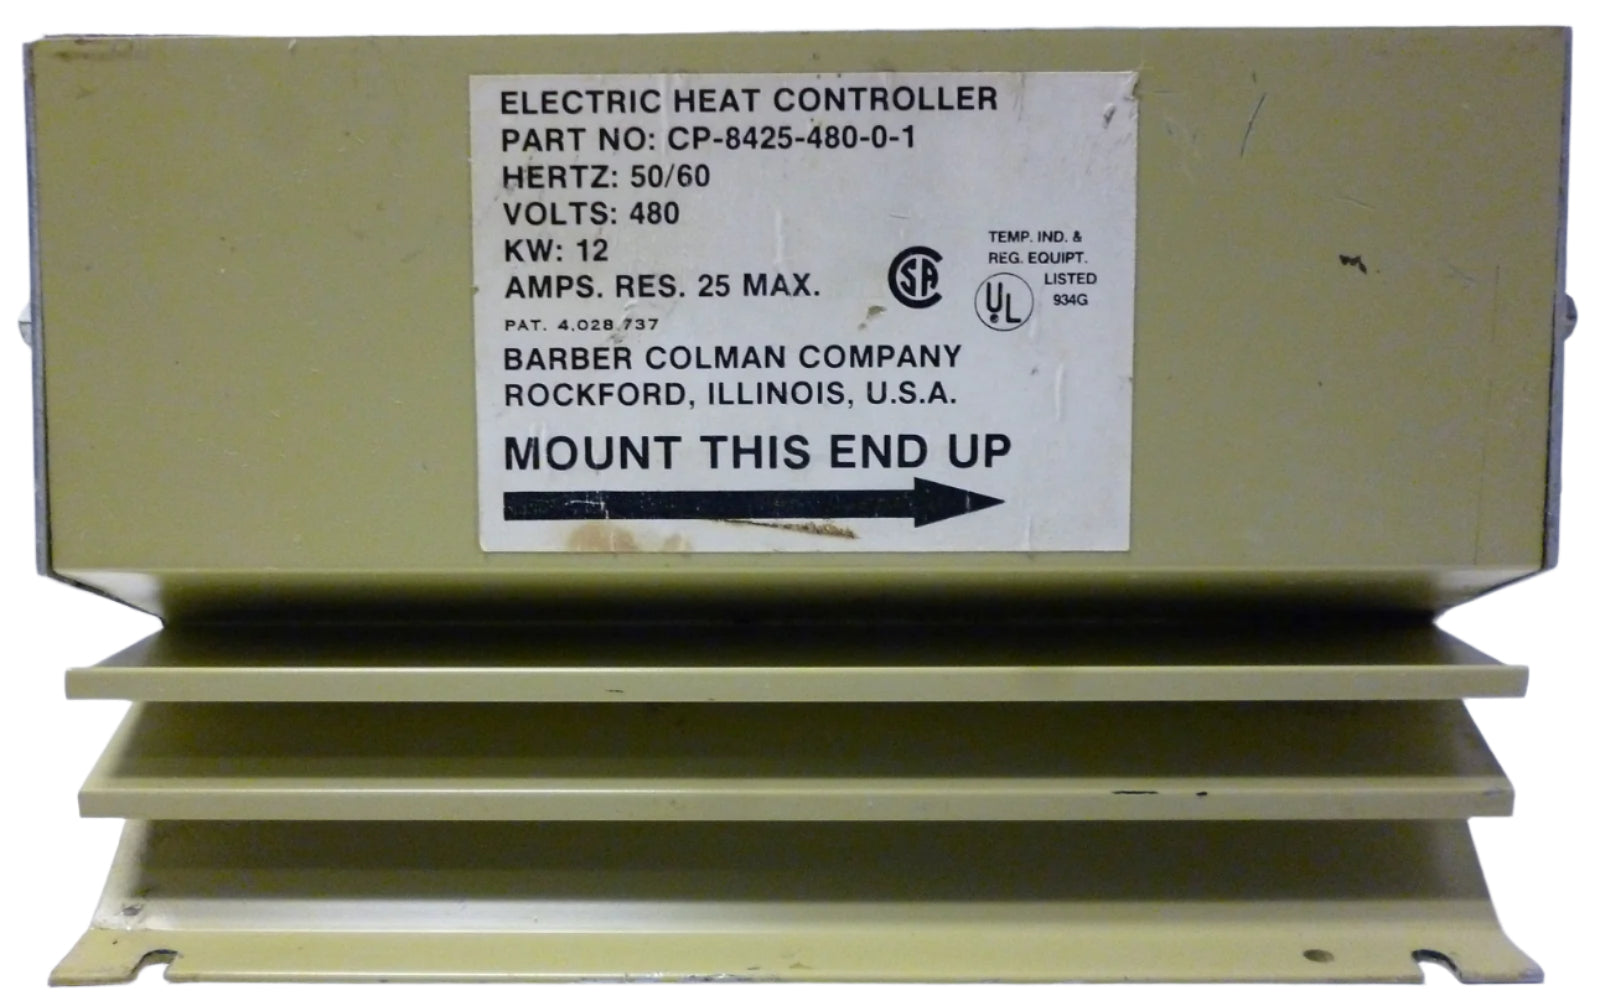 ELECTRIC HEAT CONTROLLER
PART NO: CP-8425-480-0-1
HERTZ: 50/60
VOLTS: 480
KW: 12
AMPS. RES. 25 MAX.
SA
TEMP. IND. &
REG. EQUIPT.
UL
LISTED
934G
PAT. 4,028,737
BARBER COLMAN COMPANY
ROCKFORD, ILLINOIS, U.S.A.
MOUNT THIS END UP